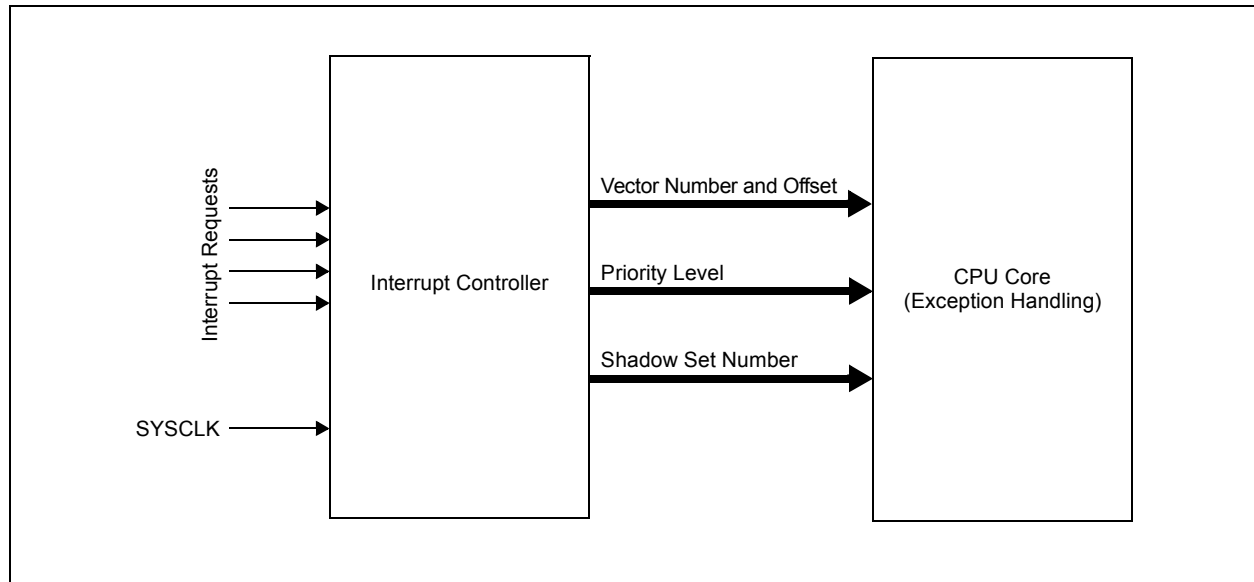 Interrupt Requests
SYSCLK
Interrupt Controller
Vector Number and Offset
Priority Level
Shadow Set Number
CPU Core
(Exception Handling)